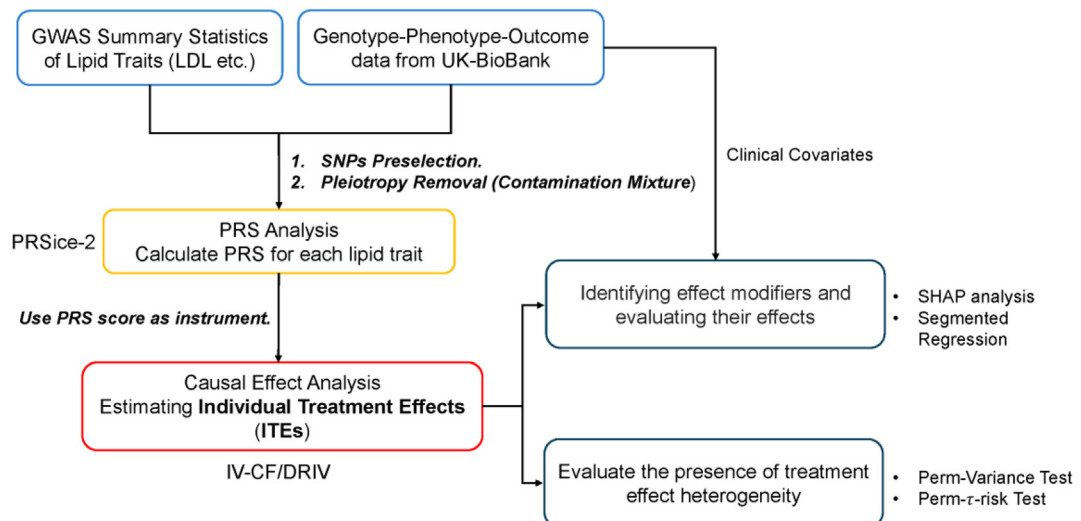 GWAS Summary Statistics
of Lipid Traits (LDL etc.)
Genotype-Phenotype-Outcome
data from UK-BioBank
1. SNPs Preselection.
2. Pleiotropy Removal (Contamination Mixture)
Clinical Covariates
PRSice-2
PRS Analysis
Calculate PRS for each lipid trait
Use PRS score as instrument.
Causal Effect Analysis
Estimating Individual Treatment Effects
(ITEs)
IV-CF/DRIV
Identifying effect modifiers and
evaluating their effects
• SHAP analysis
• Segmented
Regression
Evaluate the presence of treatment
effect heterogeneity
• Perm-Variance Test
• Perm-τ-risk Test